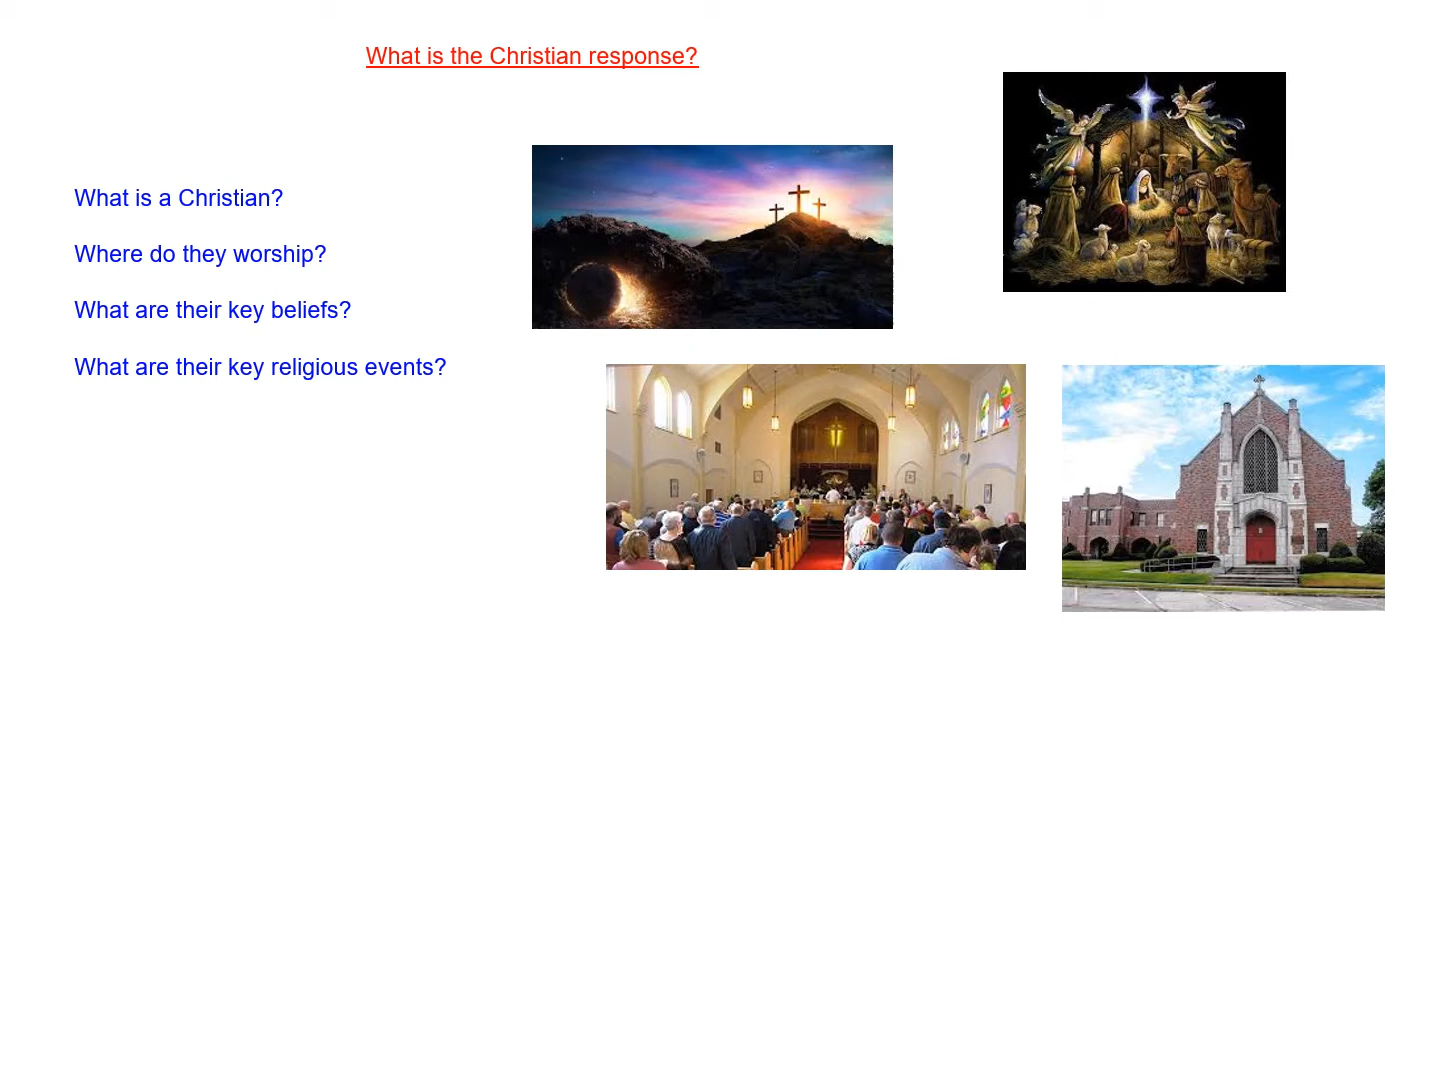 What is the Christian response?
What is a Christian?
Where do they worship?
What are their key beliefs?
What are their key religious events?